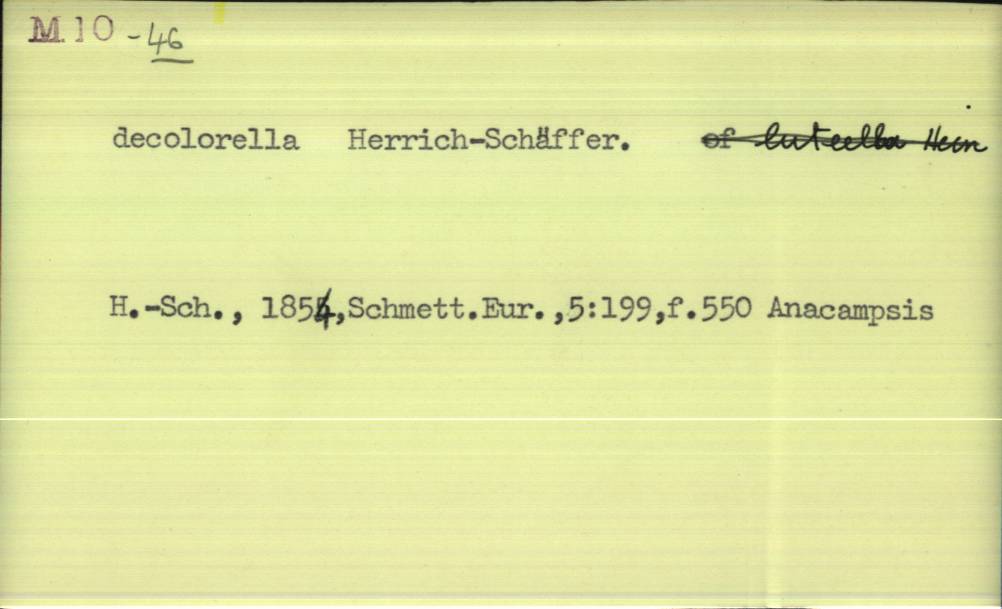 M.10 - 46
decolorella Herrich-Schäffer. of luteella Hein
H.-Sch., 1854,Schmett.Eur.,5:199,f.550 Anacampsis